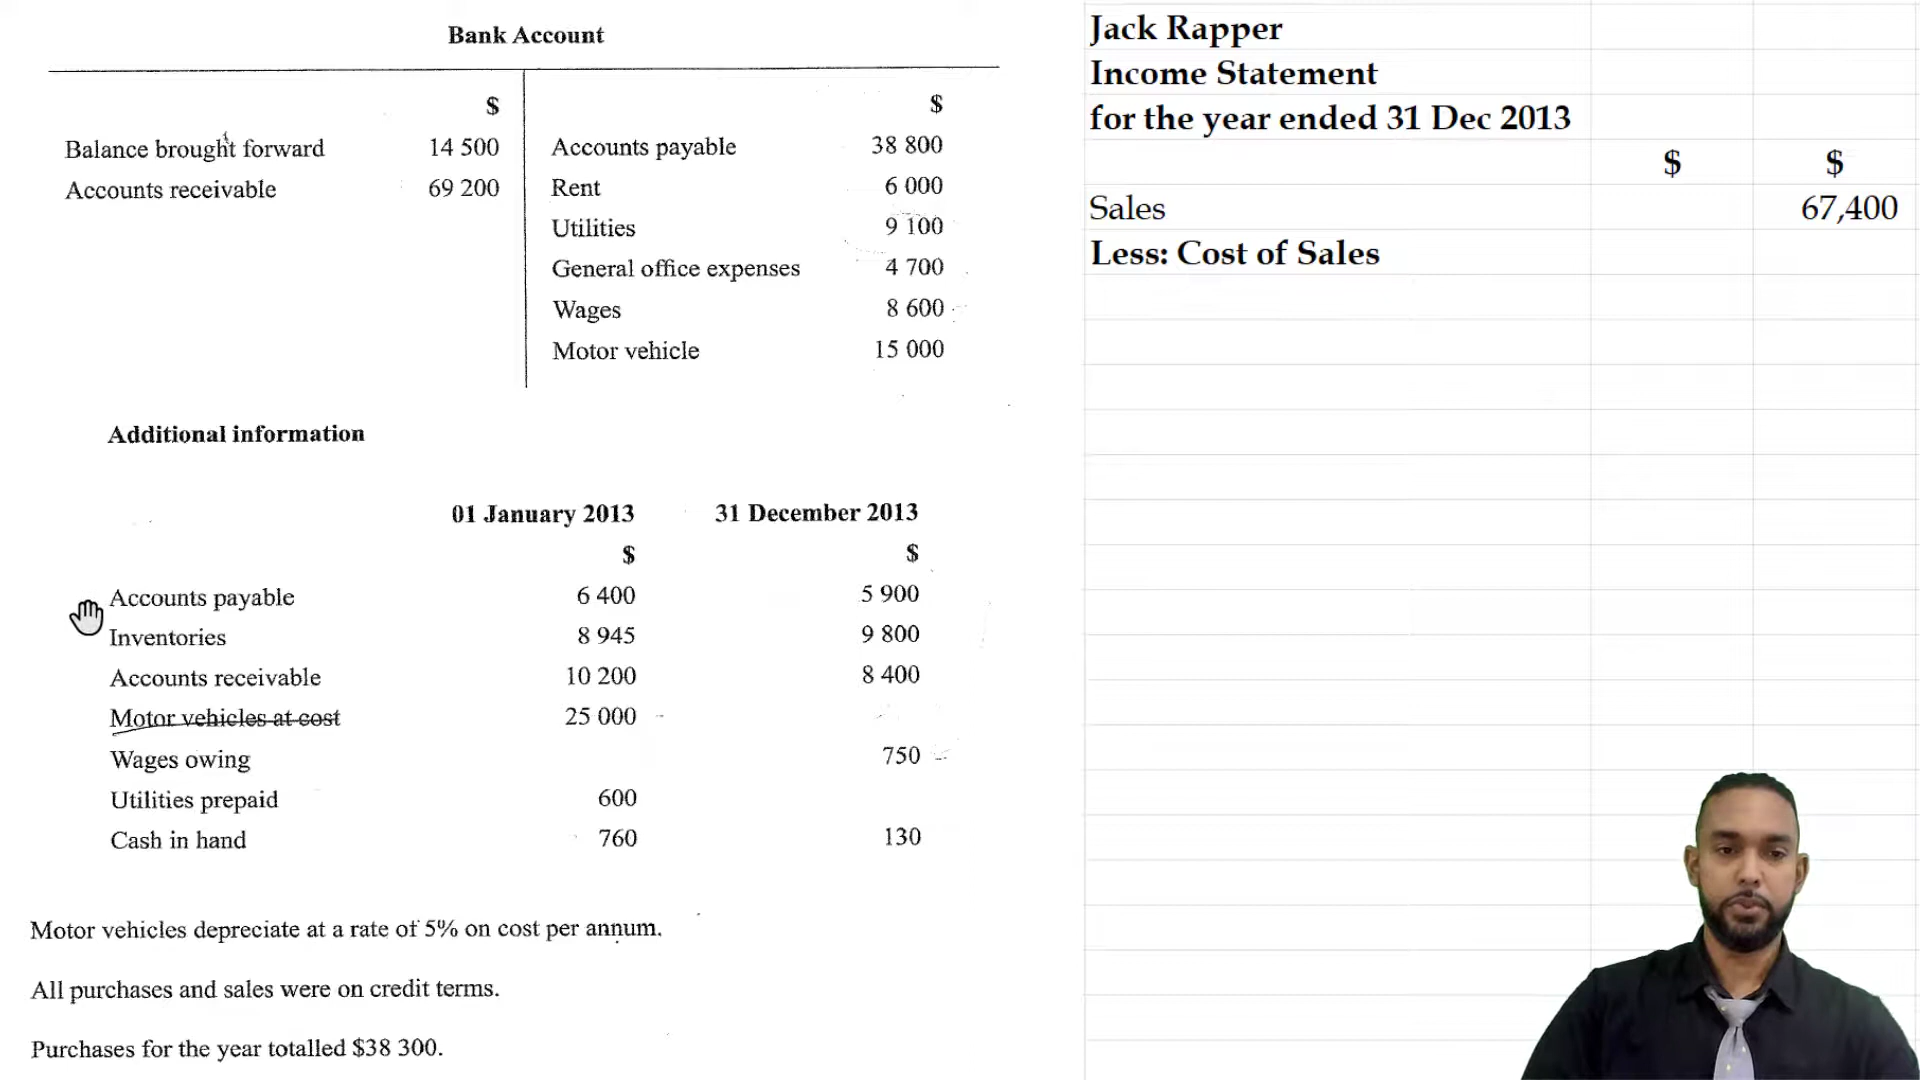 Bank Account
$ $
Balance brought forward 14 500 Accounts payable 38 800
Accounts receivable 69 200 Rent 6 000
Utilities 9 100
General office expenses 4 700
Wages 8 600
Motor vehicle 15 000
Additional information
01 January 2013 31 December 2013
$ $
Accounts payable 6 400 5 900
Inventories 8 945 9 800
Accounts receivable 10 200 8 400
Motor vehicles at cost 25 000
Wages owing 750
Utilities prepaid 600
Cash in hand 760 130
Motor vehicles depreciate at a rate of 5% on cost per annum.
All purchases and sales were on credit terms.
Purchases for the year totalled $38 300.
Jack Rapper
Income Statement
for the year ended 31 Dec 2013
$ $
Sales 67,400
Less: Cost of Sales